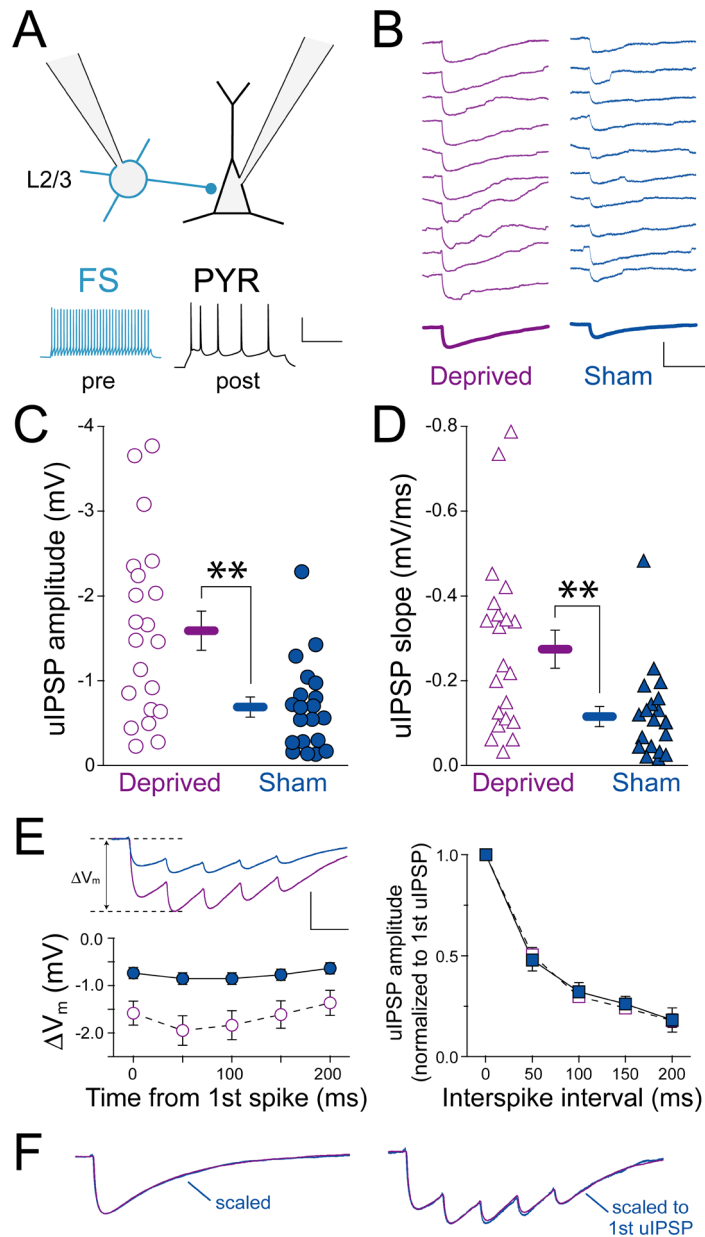 A
L2/3
FS
PYR
pre
post
B
Deprived
Sham
C
uIPSP amplitude (mV)
-4
-3
-2
-1
0
**
Deprived
Sham
D
uIPSP slope (mV/ms)
-0.8
-0.6
-0.4
-0.2
0
**
Deprived
Sham
E
ΔVm
ΔVm (mV)
0.0
-1.0
-2.0
0
50
100
150
200
Time from 1st spike (ms)
uIPSP amplitude
(normalized to 1st uIPSP)
1.0
0.5
0.0
0
50
100
150
200
Interspike interval (ms)
F
scaled
scaled to
1st uIPSP